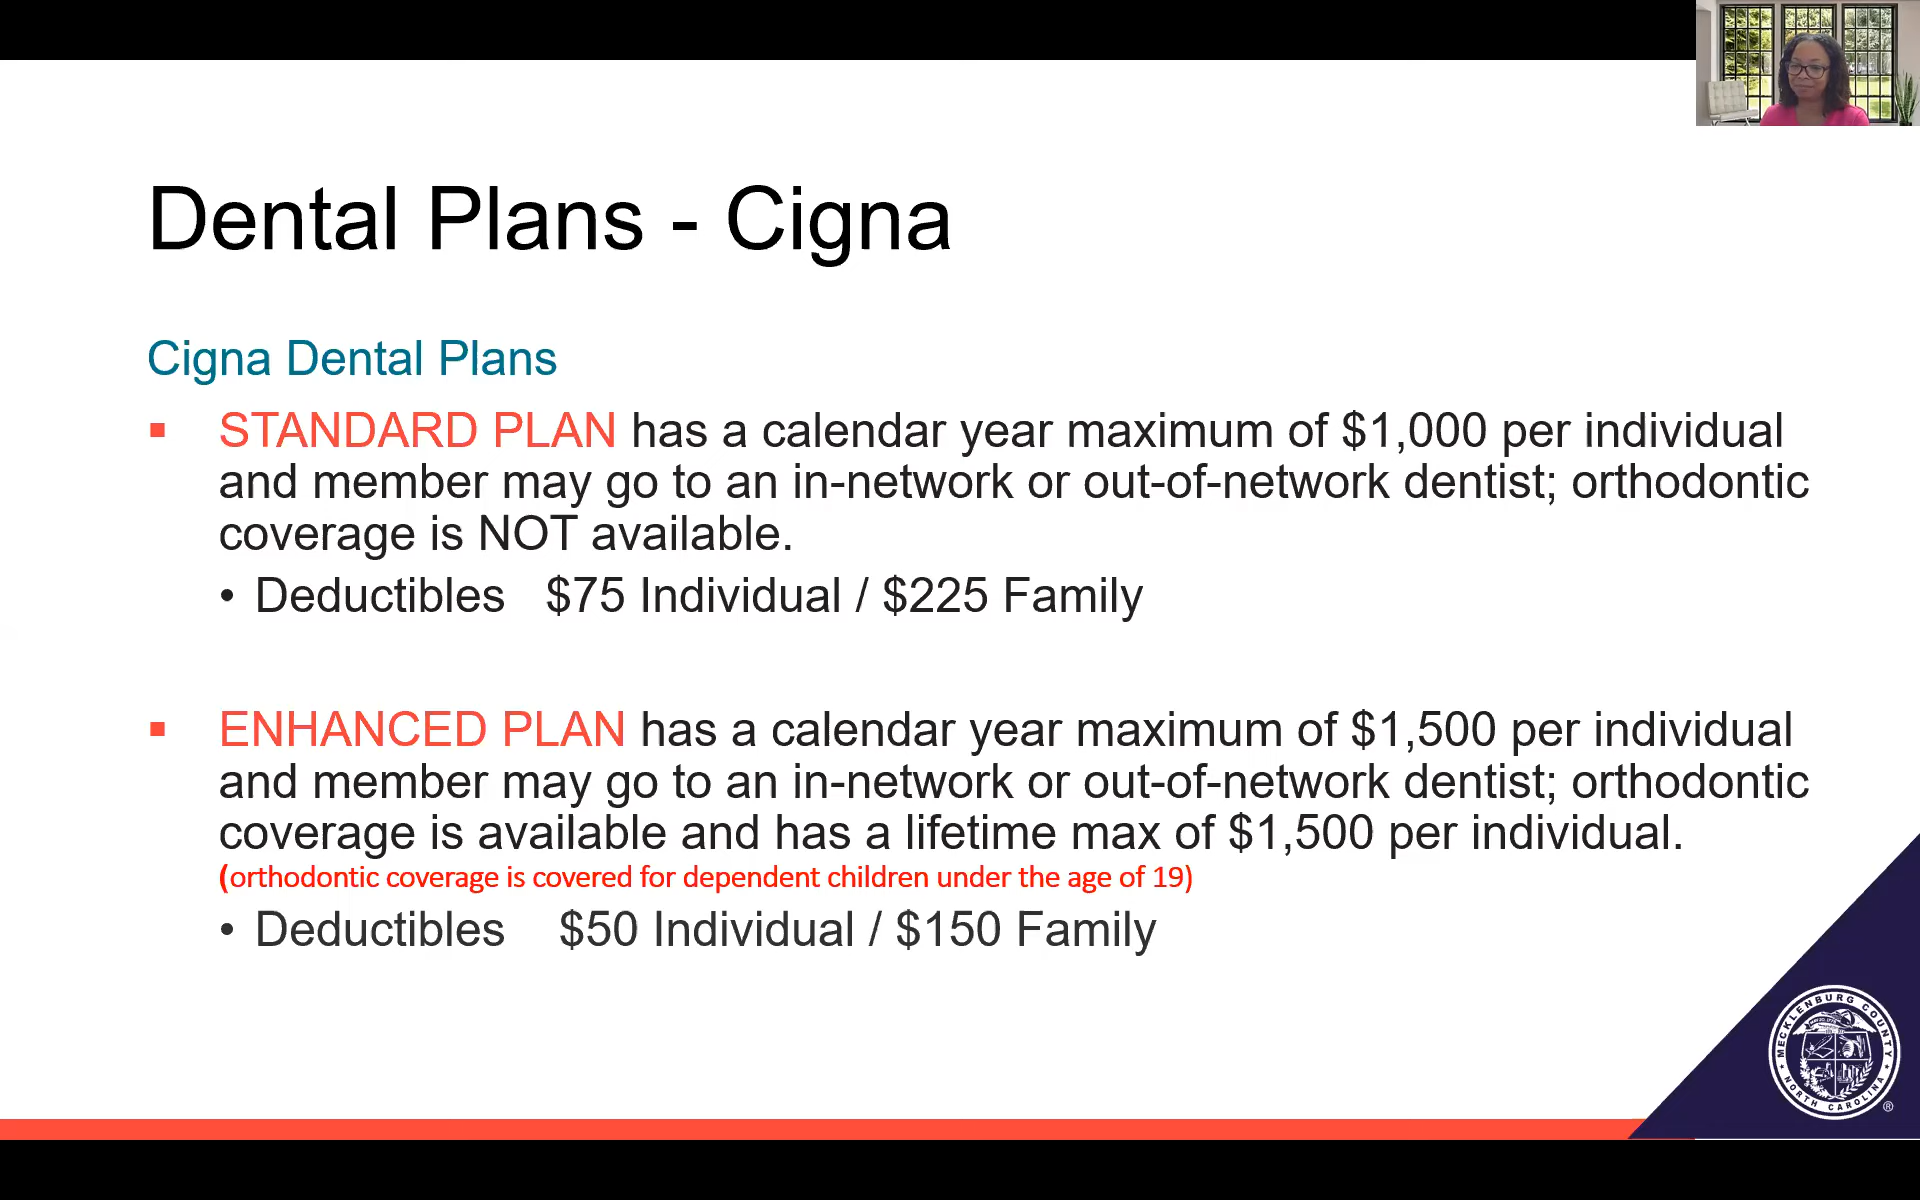 Dental Plans - Cigna
Cigna Dental Plans
▪ STANDARD PLAN has a calendar year maximum of $1,000 per individual
and member may go to an in-network or out-of-network dentist; orthodontic
coverage is NOT available.
• Deductibles $75 Individual / $225 Family
▪ ENHANCED PLAN has a calendar year maximum of $1,500 per individual
and member may go to an in-network or out-of-network dentist; orthodontic
coverage is available and has a lifetime max of $1,500 per individual.
(orthodontic coverage is covered for dependent children under the age of 19)
• Deductibles $50 Individual / $150 Family
MECKLENBURG COUNTY
NORTH CAROLINA
®